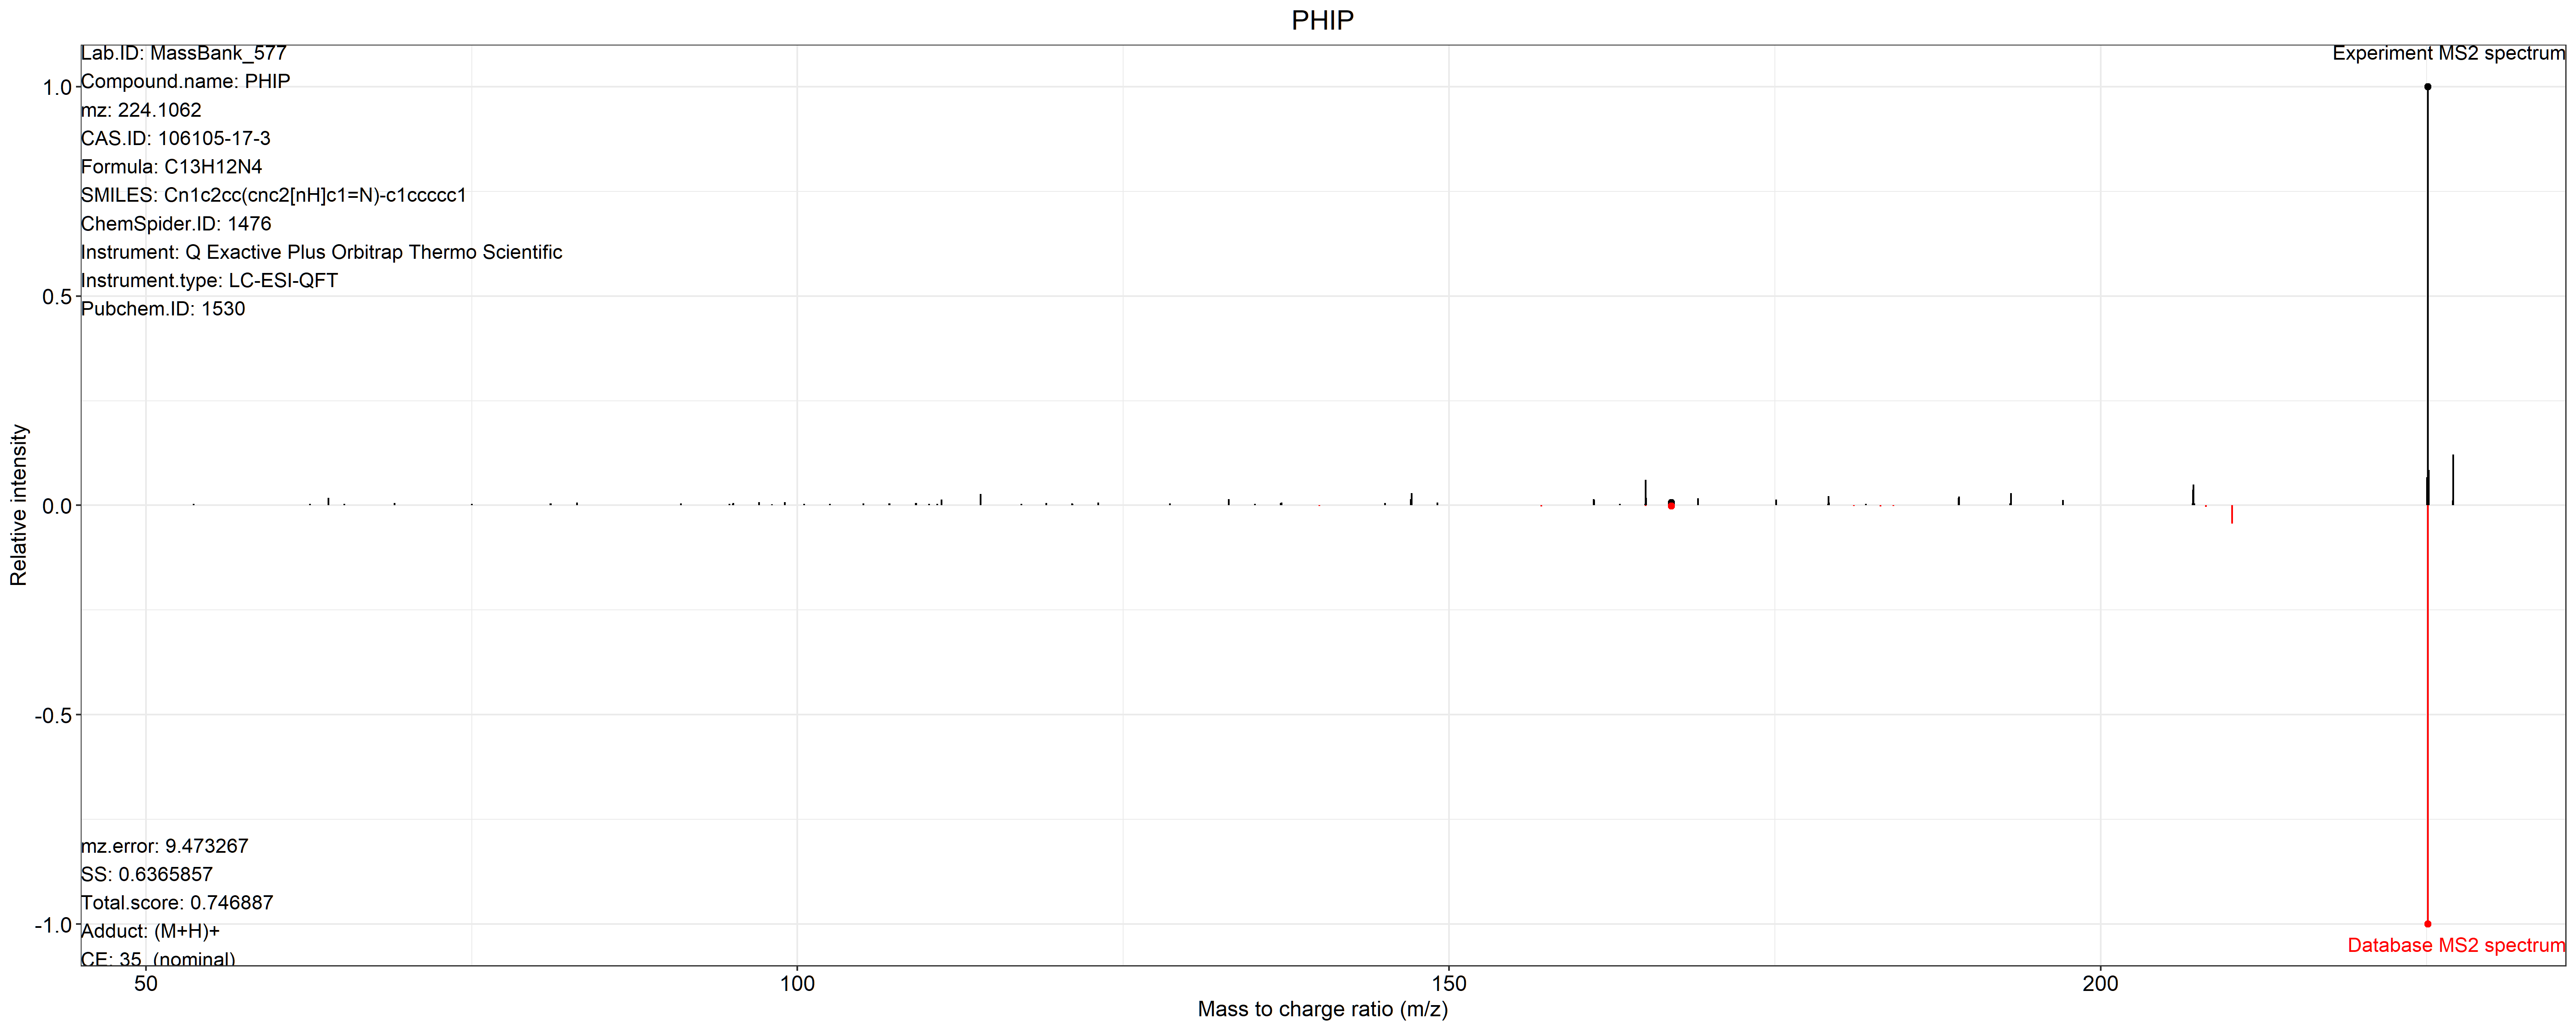 PHIP
Lab.ID: MassBank_577
Experiment MS2 spectrum
Compound.name: PHIP
mz: 224.1062
CAS.ID: 106105-17-3
Formula: C13H12N4
SMILES: Cn1c2cc(cnc2[nH]c1=N)-c1ccccc1
ChemSpider.ID: 1476
Instrument: Q Exactive Plus Orbitrap Thermo Scientific
Instrument.type: LC-ESI-QFT
Pubchem.ID: 1530
1.0
0.5
0.0
-0.5
-1.0
Relative intensity
mz.error: 9.473267
SS: 0.6365857
Total.score: 0.746887
Adduct: (M+H)+
CE: 35 (nominal)
Database MS2 spectrum
50
100
150
200
Mass to charge ratio (m/z)